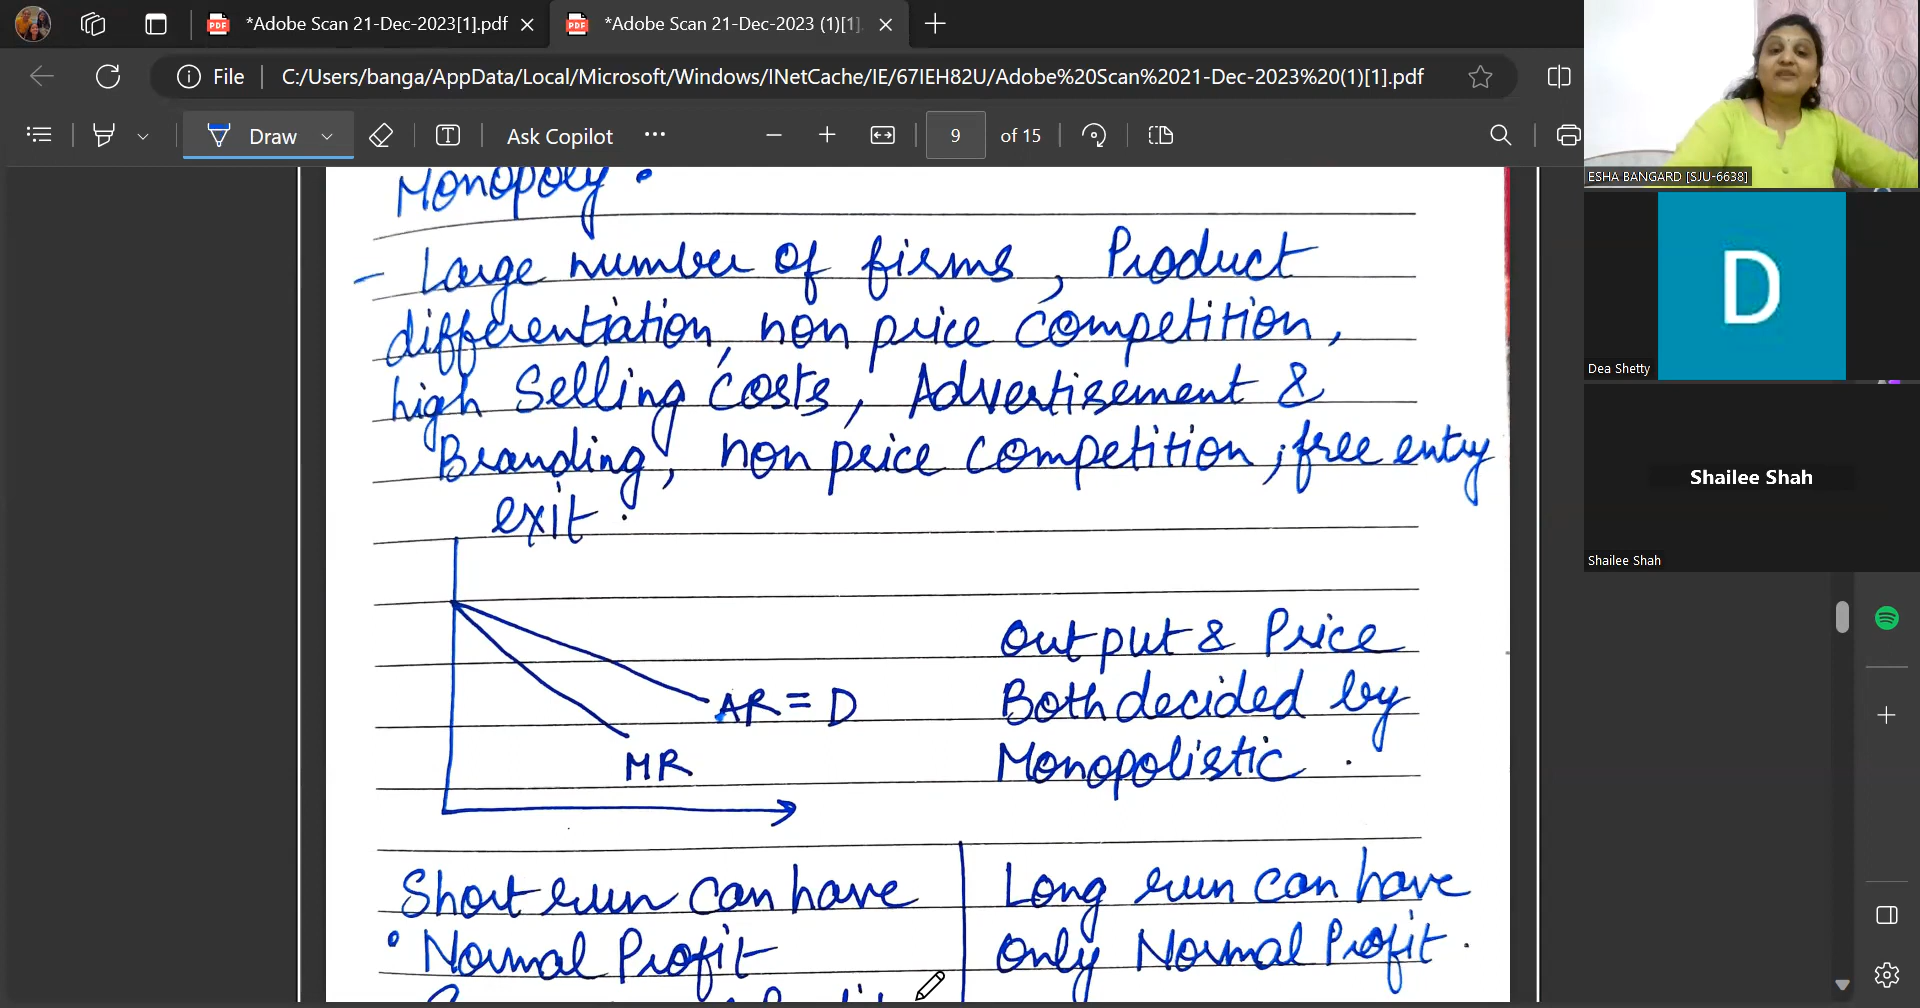 *Adobe Scan 21-Dec-2023[1].pdf
*Adobe Scan 21-Dec-2023 (1)[1].
File
C:/Users/banga/AppData/Local/Microsoft/Windows/INetCache/IE/67IEH82U/Adobe%20Scan%2021-Dec-2023%20(1)[1].pdf
Draw
Ask Copilot
9 of 15
ESHA BANGARD [SJU-6638]
D
Dea Shetty
Shailee Shah
Shailee Shah
Monopoly .
- Large number of firms, Product
differentiation, non price competition,
high Selling Costs, Advertisement &
Branding, non price competition, free entry
exit.
AR = D
MR
Output & Price
Both decided by
Monopolistic .
Short run can have
• Normal Profit
Long run can have
only Normal Profit.